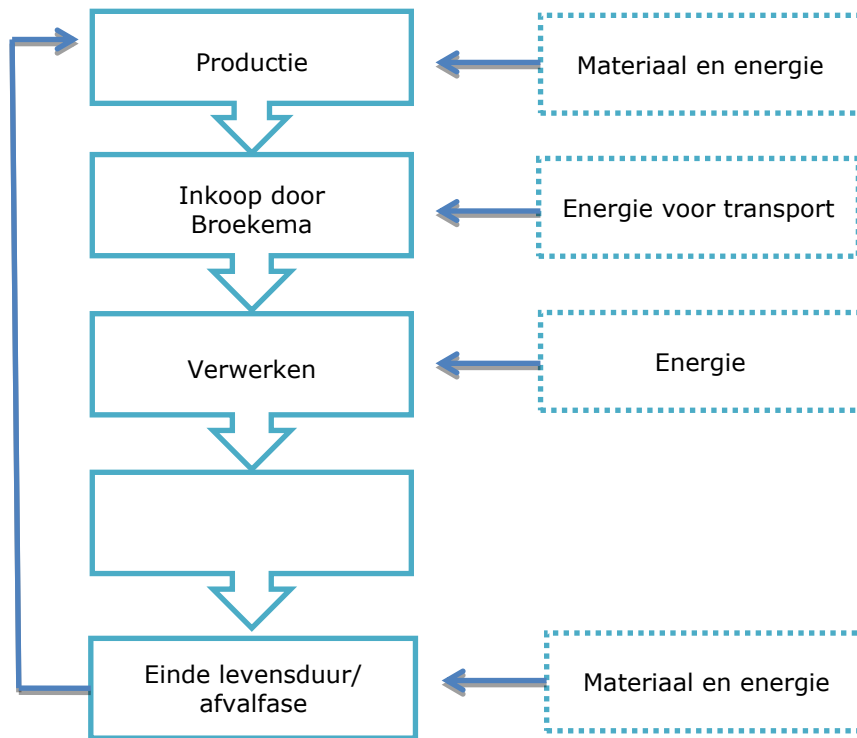 Productie
Materiaal en energie
Inkoop door
Broekema
Energie voor transport
Verwerken
Energie
Einde levensduur/
afvalfase
Materiaal en energie